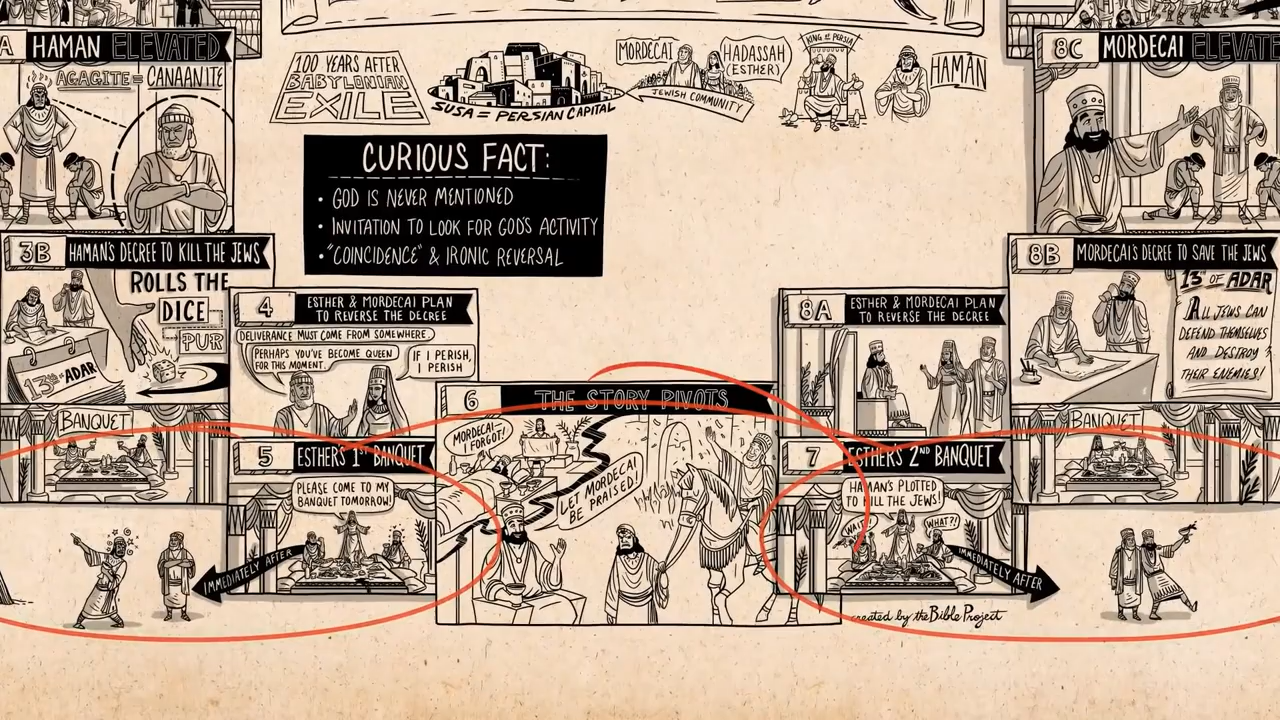 A HAMAN ELEVATED
AGAGITE = CANAANITE
3B HAMAN'S DECREE TO KILL THE JEWS
ROLLS THE
DICE
PUR
13TH OF ADAR
BANQUET
4 ESTHER & MORDECAI PLAN
TO REVERSE THE DECREE
DELIVERANCE MUST COME FROM SOMEWHERE
PERHAPS YOU'VE BECOME QUEEN
FOR THIS MOMENT.
IF I PERISH,
I PERISH
5 ESTHERS 1ST BANQUET
PLEASE COME TO MY
BANQUET TOMORROW!
IMMEDIATELY AFTER
100 YEARS AFTER
BABYLONIAN
EXILE
SUSA = PERSIAN CAPITAL
MORDECAI
HADASSAH
(ESTHER)
JEWISH COMMUNITY
KING OF PERSIA
HAMAN
CURIOUS FACT:
• GOD IS NEVER MENTIONED
• INVITATION TO LOOK FOR GOD'S ACTIVITY
• "COINCIDENCE" & IRONIC REVERSAL
6 THE STORY PIVOTS
MORDECAI-
I FORGOT!
LET MORDECAI
BE PRAISED!
8C MORDECAI ELEVATE
8B MORDECAI'S DECREE TO SAVE THE JEWS
13TH OF ADAR
ALL JEWS CAN
DEFEND THEMSELVES
AND DESTROY
THEIR ENEMIES!
BANQUET
8A ESTHER & MORDECAI PLAN
TO REVERSE THE DECREE
7 ESTHERS 2ND BANQUET
HAMAN'S PLOTTED
TO KILL THE JEWS!
WHAT?!
IMMEDIATELY AFTER
created by the Bible Project